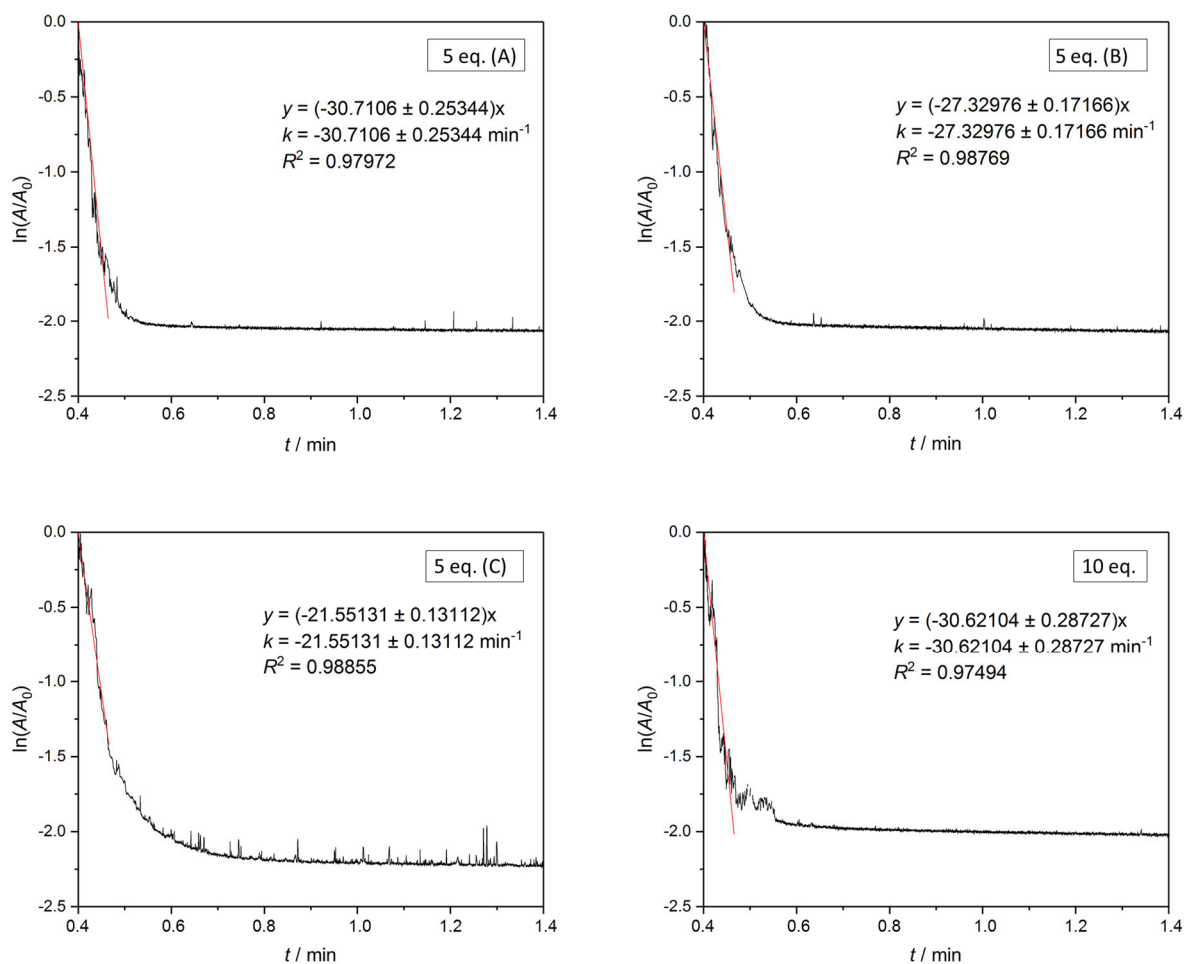 5 eq. (A)
y = (-30.7106 ± 0.25344)x
k = -30.7106 ± 0.25344 min⁻¹
R² = 0.97972
ln(A/A₀)
0.0
-0.5
-1.0
-1.5
-2.0
-2.5
0.4 0.6 0.8 1.0 1.2 1.4
t / min
5 eq. (B)
y = (-27.32976 ± 0.17166)x
k = -27.32976 ± 0.17166 min⁻¹
R² = 0.98769
ln(A/A₀)
0.0
-0.5
-1.0
-1.5
-2.0
-2.5
0.4 0.6 0.8 1.0 1.2 1.4
t / min
5 eq. (C)
y = (-21.55131 ± 0.13112)x
k = -21.55131 ± 0.13112 min⁻¹
R² = 0.98855
ln(A/A₀)
0.0
-0.5
-1.0
-1.5
-2.0
-2.5
0.4 0.6 0.8 1.0 1.2 1.4
t / min
10 eq.
y = (-30.62104 ± 0.28727)x
k = -30.62104 ± 0.28727 min⁻¹
R² = 0.97494
ln(A/A₀)
0.0
-0.5
-1.0
-1.5
-2.0
-2.5
0.4 0.6 0.8 1.0 1.2 1.4
t / min